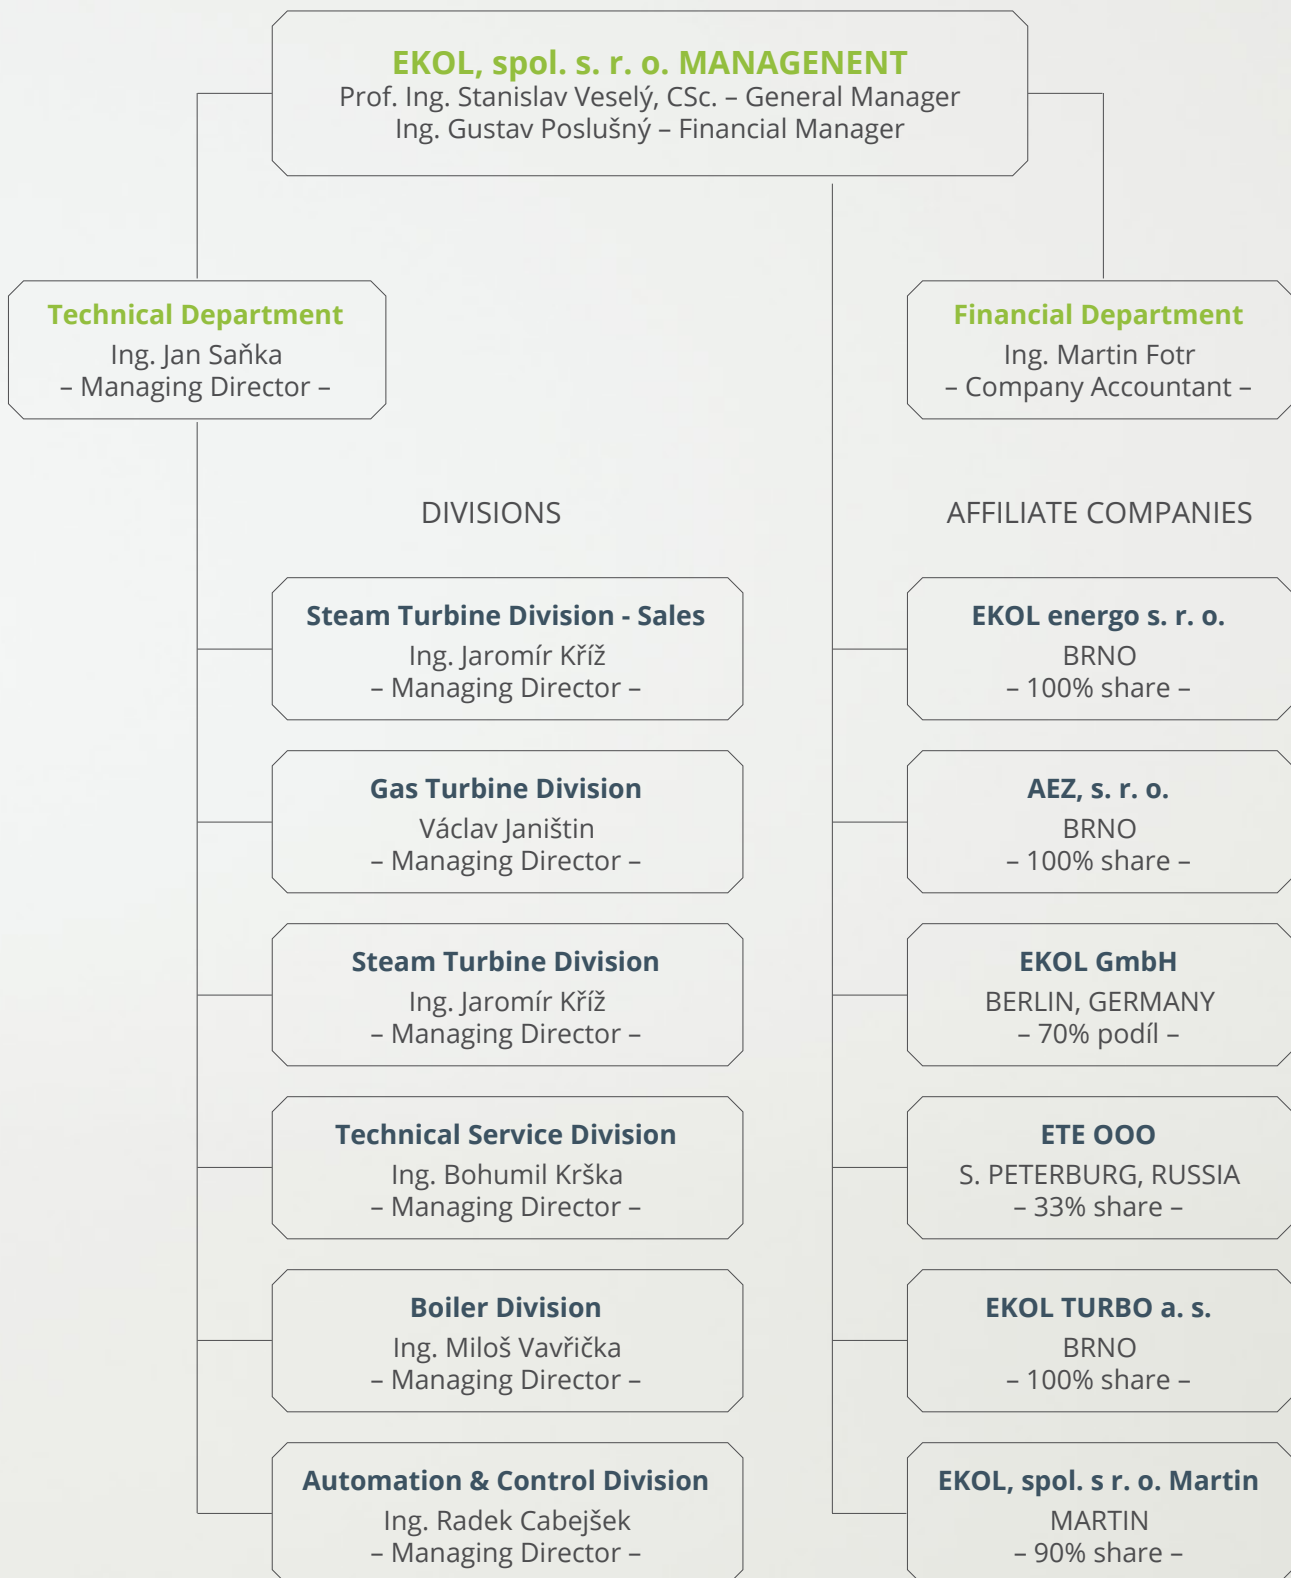 EKOL, spol. s. r. o. MANAGENENT
Prof. Ing. Stanislav Veselý, CSc. – General Manager
Ing. Gustav Poslušný – Financial Manager
Technical Department
Ing. Jan Saňka
– Managing Director –
Financial Department
Ing. Martin Fotr
– Company Accountant –
DIVISIONS
Steam Turbine Division - Sales
Ing. Jaromír Kříž
– Managing Director –
Gas Turbine Division
Václav Janištin
– Managing Director –
Steam Turbine Division
Ing. Jaromír Kříž
– Managing Director –
Technical Service Division
Ing. Bohumil Krška
– Managing Director –
Boiler Division
Ing. Miloš Vavřička
– Managing Director –
Automation & Control Division
Ing. Radek Cabejšek
– Managing Director –
AFFILIATE COMPANIES
EKOL energo s. r. o.
BRNO
– 100% share –
AEZ, s. r. o.
BRNO
– 100% share –
EKOL GmbH
BERLIN, GERMANY
– 70% podíl –
ETE OOO
S. PETERBURG, RUSSIA
– 33% share –
EKOL TURBO a. s.
BRNO
– 100% share –
EKOL, spol. s r. o. Martin
MARTIN
– 90% share –